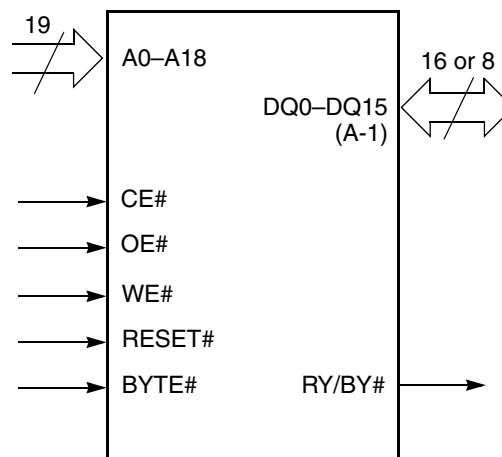 19
A0–A18
16 or 8
DQ0–DQ15
(A-1)
CE#
OE#
WE#
RESET#
BYTE#
RY/BY#